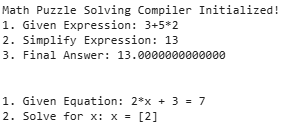 Math Puzzle Solving Compiler Initialized!
1. Given Expression: 3+5*2
2. Simplify Expression: 13
3. Final Answer: 13.0000000000000
1. Given Equation: 2*x + 3 = 7
2. Solve for x: x = [2]